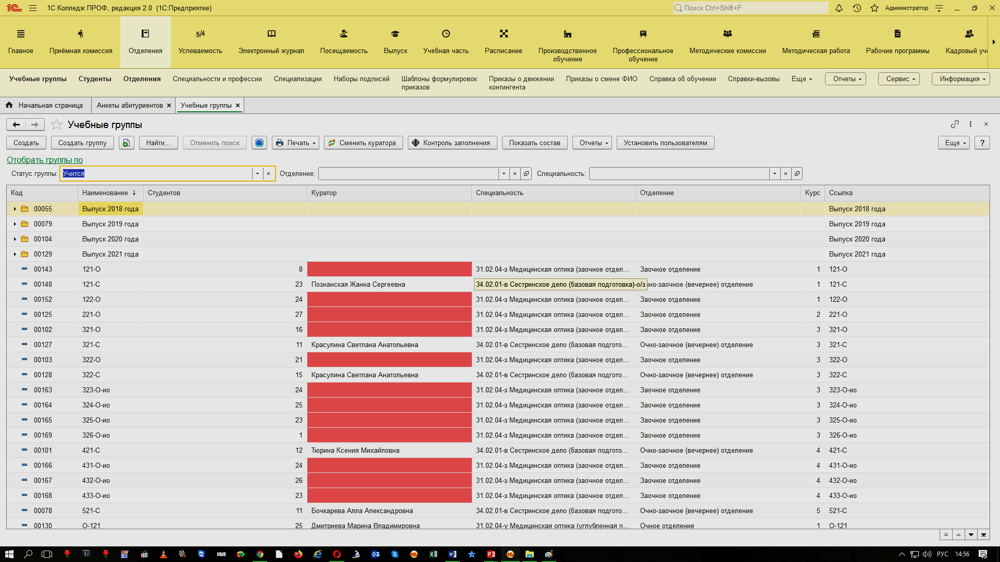 1С Колледж ПРОФ, редакция 2.0 (1С:Предприятие)
Поиск Ctrl+Shift+F
Администратор
Главное
Приёмная комиссия
Отделения
5/4
Успеваемость
Электронный журнал
Посещаемость
Выпуск
Учебная часть
Расписание
Производственное обучение
Профессиональное обучение
Методические комиссии
Методическая работа
Рабочие программы
Кадровый уч
Учебные группы
Студенты
Отделения
Специальности и профессии
Специализации
Наборы подписей
Шаблоны формулировок приказов
Приказы о движении контингента
Приказы о смене ФИО
Справка об обучении
Справки-вызовы
Еще
Отчеты
Сервис
Информация
Начальная страница
Анкеты абитуриентов
Учебные группы
Учебные группы
Создать
Создать группу
Найти...
Отменить поиск
Печать
Сменить куратора
Контроль заполнения
Показать состав
Отчеты
Установить пользователям
Еще
?
Отобрать группы по
Статус группы: Учится
Отделение:
Специальность:
Код Наименование ↓ Студентов Куратор Специальность Отделение Курс Ссылка
00055 Выпуск 2018 года Выпуск 2018 года
00079 Выпуск 2019 года Выпуск 2019 года
00104 Выпуск 2020 года Выпуск 2020 года
00129 Выпуск 2021 года Выпуск 2021 года
00143 121-О 8 31.02.04-з Медицинская оптика (заочное отдел... Заочное отделение 1 121-О
00148 121-С 23 Познанская Жанна Сергеевна 34.02.01-в Сестринское дело (базовая подготовка)-о/з но-заочное (вечернее) отделение 1 121-С
00152 122-О 24 31.02.04-з Медицинская оптика (заочное отдел... Заочное отделение 1 122-О
00125 221-О 27 31.02.04-з Медицинская оптика (заочное отдел... Заочное отделение 2 221-О
00102 321-О 16 31.02.04-з Медицинская оптика (заочное отдел... Заочное отделение 3 321-О
00127 321-С 11 Красулина Светлана Анатольевна 34.02.01-в Сестринское дело (базовая подгото... Очно-заочное (вечернее) отделение 3 321-С
00103 322-О 21 31.02.04-з Медицинская оптика (заочное отдел... Заочное отделение 3 322-О
00128 322-С 15 Красулина Светлана Анатольевна 34.02.01-в Сестринское дело (базовая подгото... Очно-заочное (вечернее) отделение 3 322-С
00163 323-О-ио 24 31.02.04-з Медицинская оптика (заочное отдел... Заочное отделение 3 323-О-ио
00164 324-О-ио 25 31.02.04-з Медицинская оптика (заочное отдел... Заочное отделение 3 324-О-ио
00165 325-О-ио 23 31.02.04-з Медицинская оптика (заочное отдел... Заочное отделение 3 325-О-ио
00169 326-О-ио 1 31.02.04-з Медицинская оптика (заочное отдел... Заочное отделение 3 326-О-ио
00101 421-С 12 Тюрина Ксения Михайловна 34.02.01-в Сестринское дело (базовая подгото... Очно-заочное (вечернее) отделение 4 421-С
00166 431-О-ио 24 31.02.04-з Медицинская оптика (заочное отдел... Заочное отделение 4 431-О-ио
00167 432-О-ио 26 31.02.04-з Медицинская оптика (заочное отдел... Заочное отделение 4 432-О-ио
00168 433-О-ио 23 31.02.04-з Медицинская оптика (заочное отдел... Заочное отделение 4 433-О-ио
00078 521-С 11 Бочкарева Алла Александровна 34.02.01-в Сестринское дело (базовая подгото... Очно-заочное (вечернее) отделение 5 521-С
00130 О-121 25 Дмитриева Марина Владимировна 31.02.04-у Медицинская оптика (углубленная п... Очное отделение 1 О-121
РУС 14:56